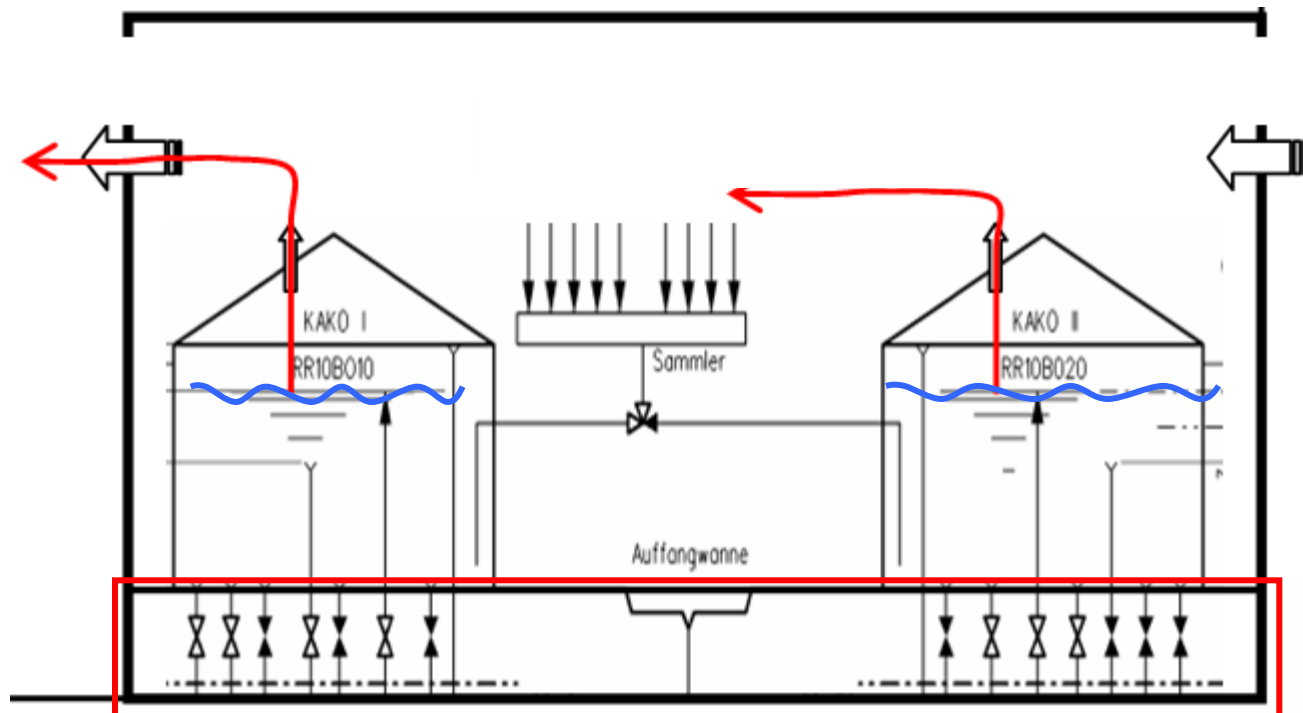 KAKO I
RR10B010
Sammler
KAKO II
RR10B020
Auffangwanne